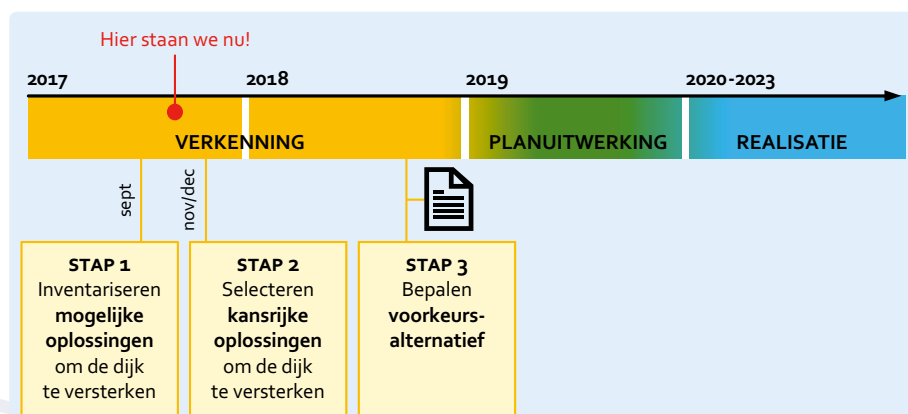 Hier staan we nu!
2017 2018 2019 2020-2023
VERKENNING PLANUITWERKING REALISATIE
sept
nov/dec
STAP 1
Inventariseren
mogelijke
oplossingen
om de dijk
te versterken
STAP 2
Selecteren
kansrijke
oplossingen
om de dijk
te versterken
STAP 3
Bepalen
voorkeurs-
alternatief